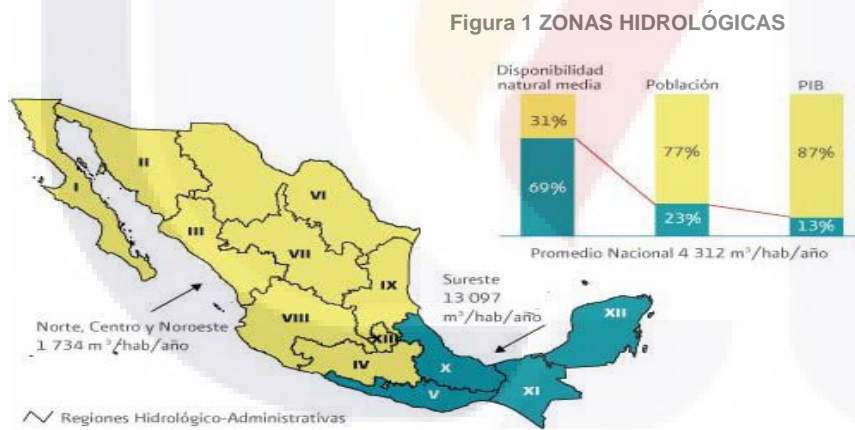 Figura 1 ZONAS HIDROLÓGICAS
Disponibilidad
natural media
Población
PIB
31%
77%
87%
69%
23%
13%
Promedio Nacional 4 312 m³/hab/año
I
II
III
VI
VII
IX
VIII
XIII
IV
X
V
XI
XII
Sureste
13 097
m³/hab/año
Norte, Centro y Noroeste
1 734 m³/hab/año
Regiones Hidrológico-Administrativas